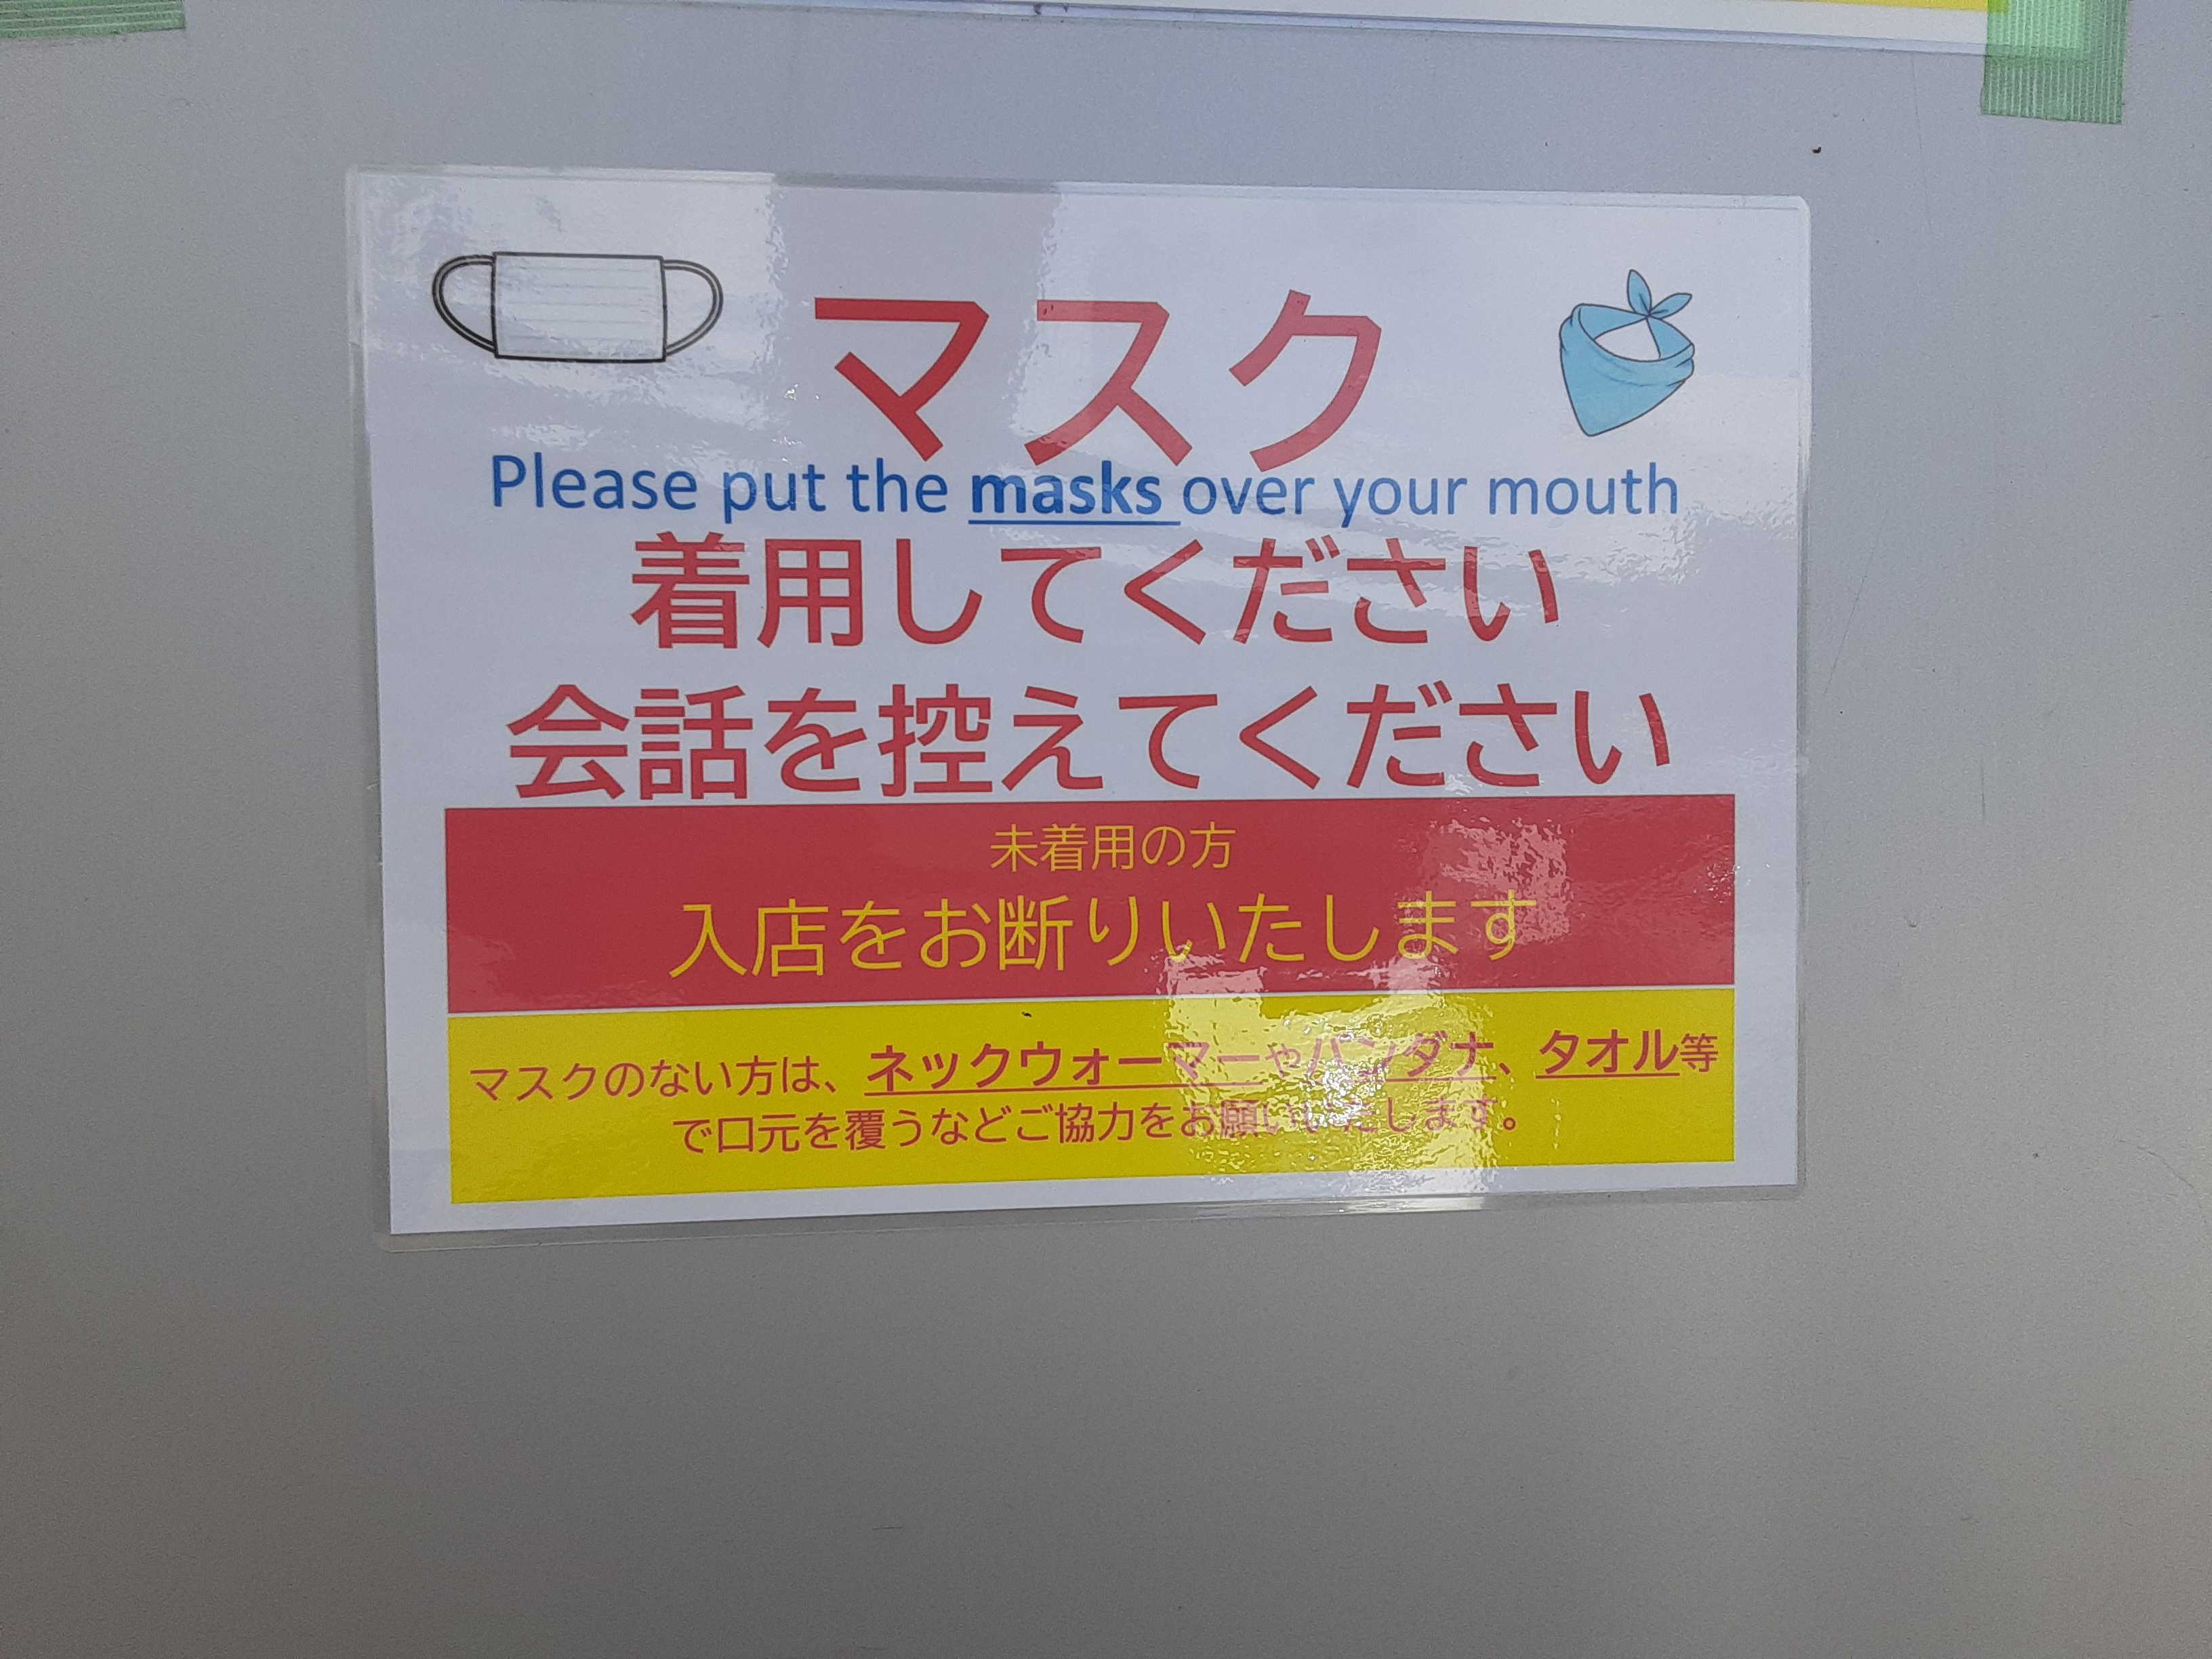 マスク
Please put the masks over your mouth
着用してください
会話を控えてください
未着用の方
入店をお断りいたします
マスクのない方は、ネックウォーマーやバンダナ、タオル等
で口元を覆うなどご協力をお願いいたします。